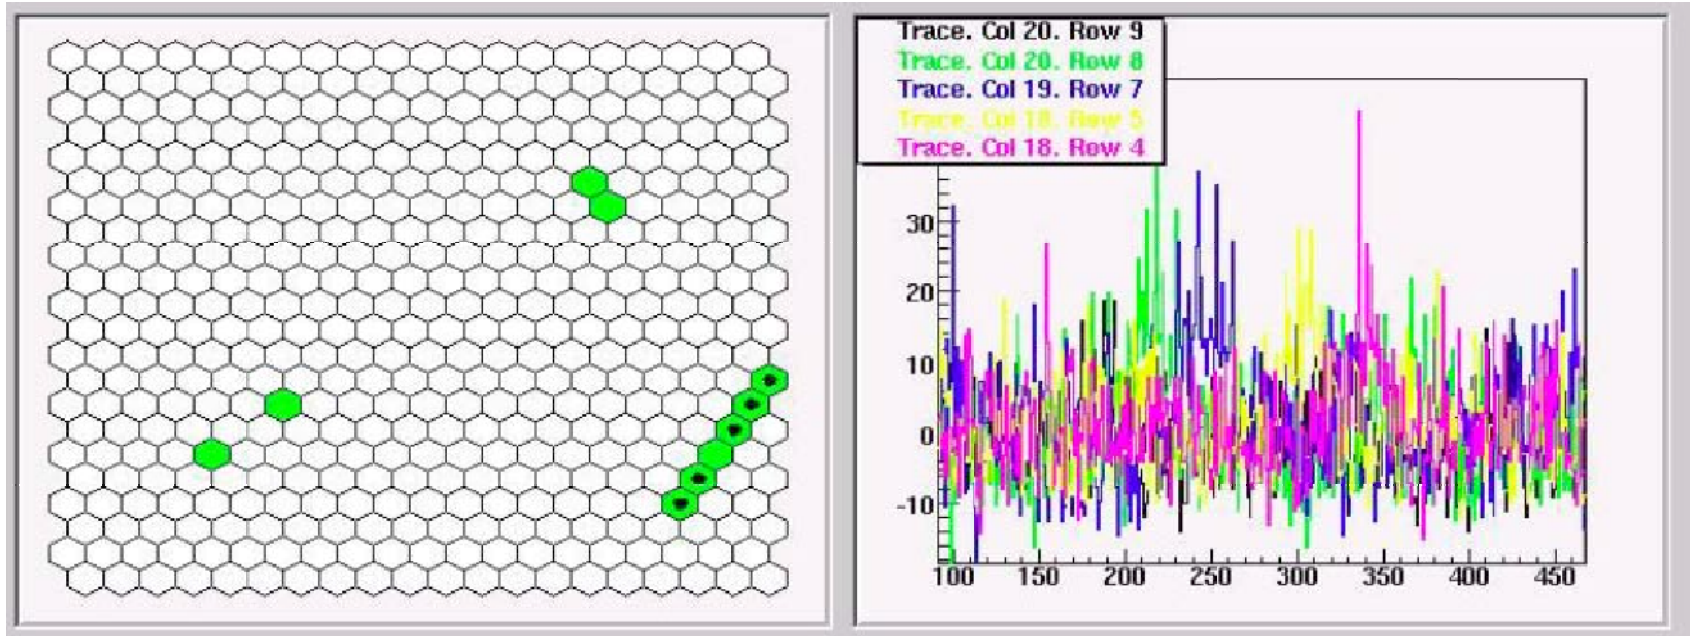 Trace. Col 20. Row 9
Trace. Col 20. Row 8
Trace. Col 19. Row 7
Trace. Col 18. Row 5
Trace. Col 18. Row 4
30
20
10
0
-10
100 150 200 250 300 350 400 450